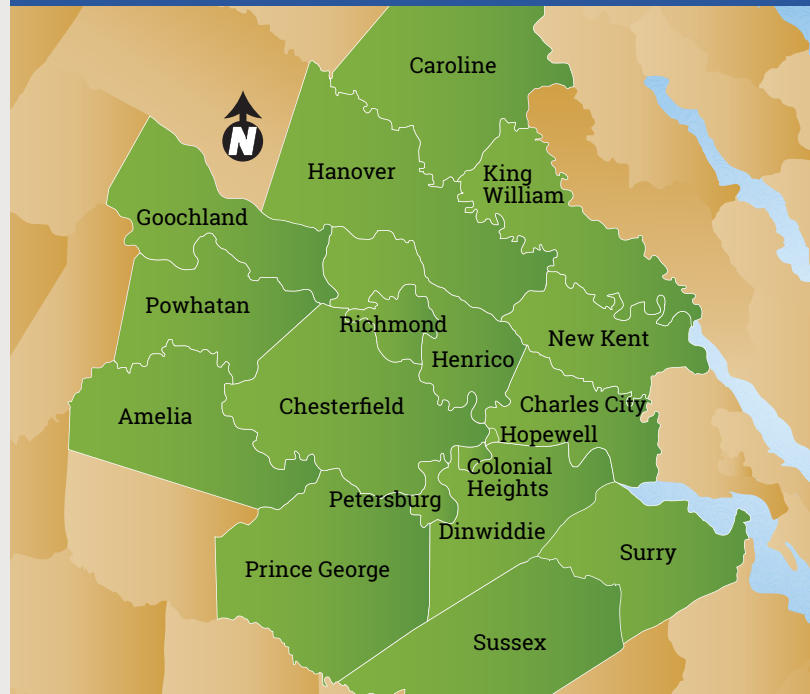 Caroline
N
Hanover
King
William
Goochland
Powhatan
Richmond
New Kent
Henrico
Amelia
Chesterfield
Charles City
Hopewell
Colonial
Heights
Petersburg
Dinwiddie
Surry
Prince George
Sussex